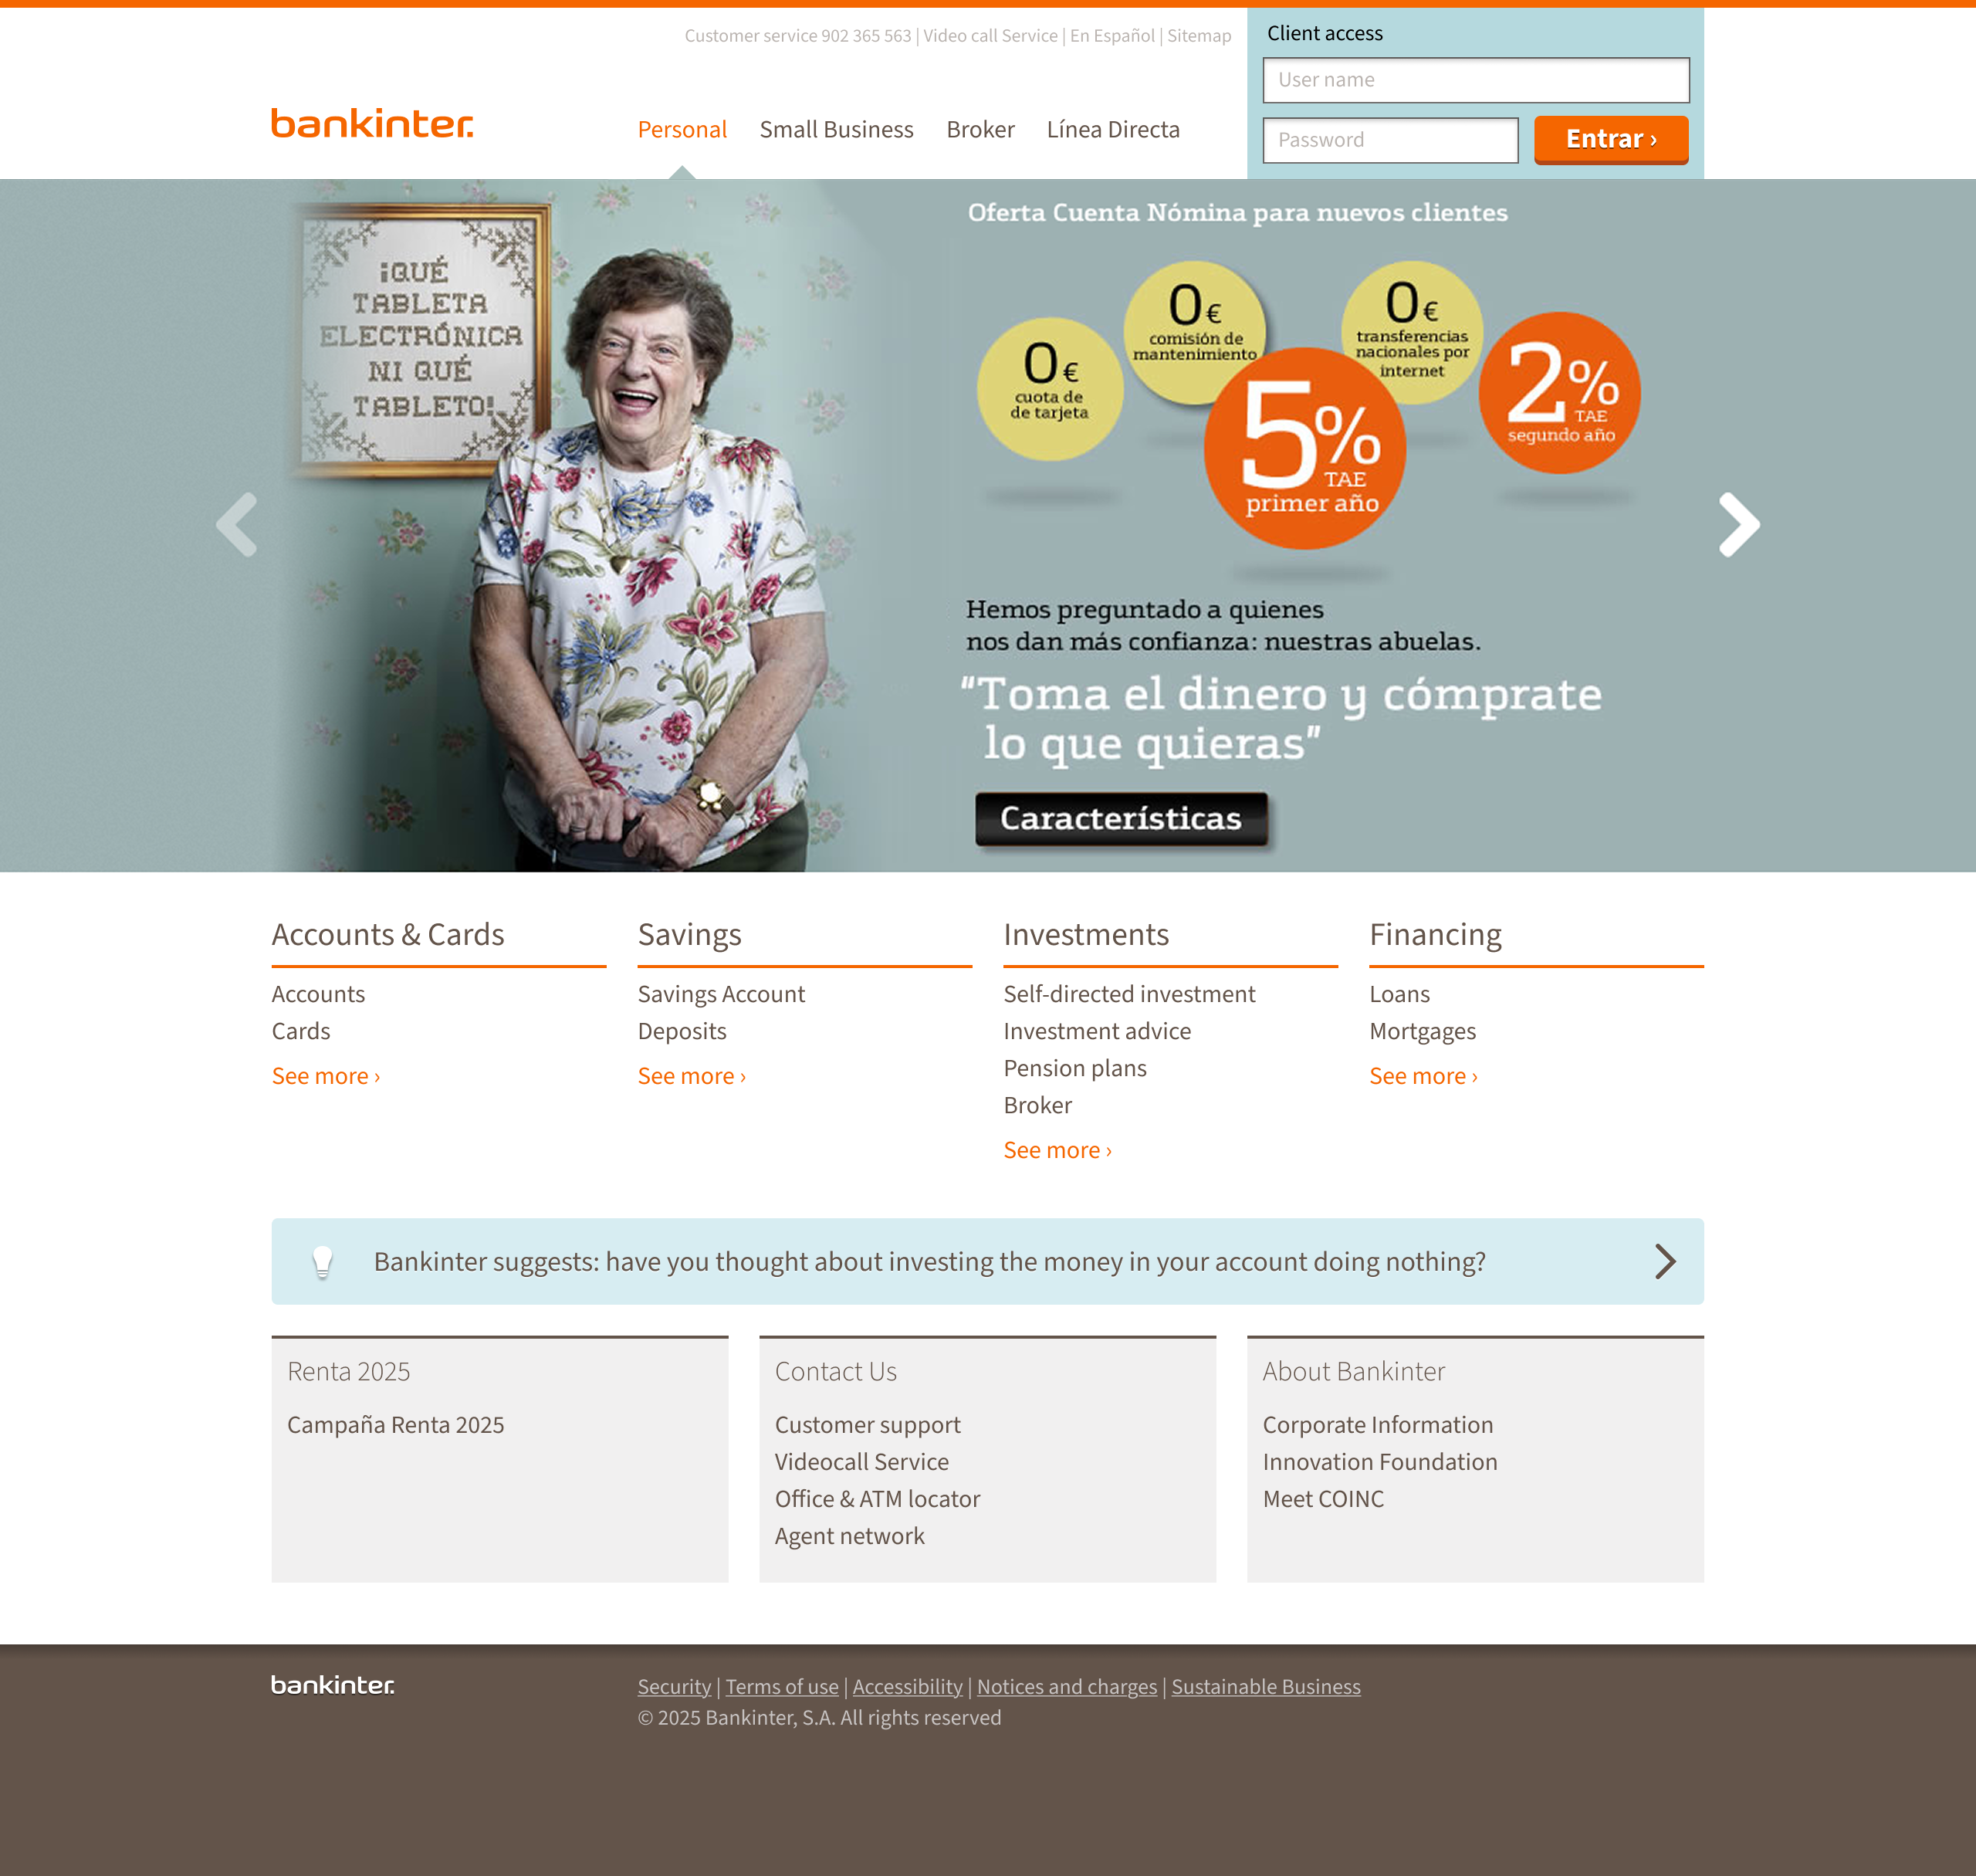 Customer service 902 365 563 | Video call Service | En Español | Sitemap
Client access
User name
Password
Entrar ›
bankinter.
Personal
Small Business
Broker
Línea Directa
¡QUÉ
TABLETA
ELECTRÓNICA
NI QUÉ
TABLETO!
Oferta Cuenta Nómina para nuevos clientes
0€
cuota de
de tarjeta
0€
comisión de
mantenimiento
5%
TAE
primer año
0€
transferencias
nacionales por
internet
2%
TAE
segundo año
Hemos preguntado a quienes
nos dan más confianza: nuestras abuelas.
"Toma el dinero y cómprate
lo que quieras"
Características
Accounts & Cards
Accounts
Cards
See more ›
Savings
Savings Account
Deposits
See more ›
Investments
Self-directed investment
Investment advice
Pension plans
Broker
See more ›
Financing
Loans
Mortgages
See more ›
Bankinter suggests: have you thought about investing the money in your account doing nothing?
Renta 2025
Campaña Renta 2025
Contact Us
Customer support
Videocall Service
Office & ATM locator
Agent network
About Bankinter
Corporate Information
Innovation Foundation
Meet COINC
bankinter.
Security | Terms of use | Accessibility | Notices and charges | Sustainable Business
© 2025 Bankinter, S.A. All rights reserved